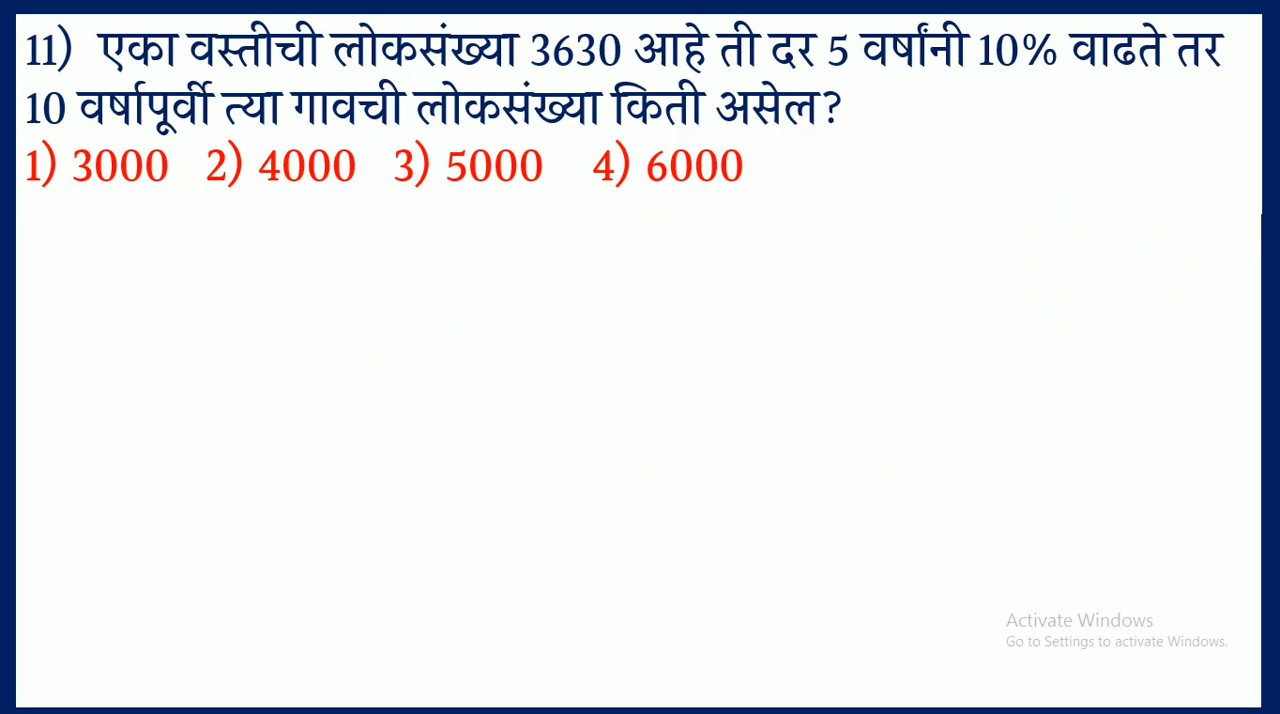 11) एका वस्तीची लोकसंख्या 3630 आहे ती दर 5 वर्षांनी 10% वाढते तर
10 वर्षापूर्वी त्या गावची लोकसंख्या किती असेल?
1) 3000 2) 4000 3) 5000 4) 6000
Activate Windows
Go to Settings to activate Windows.